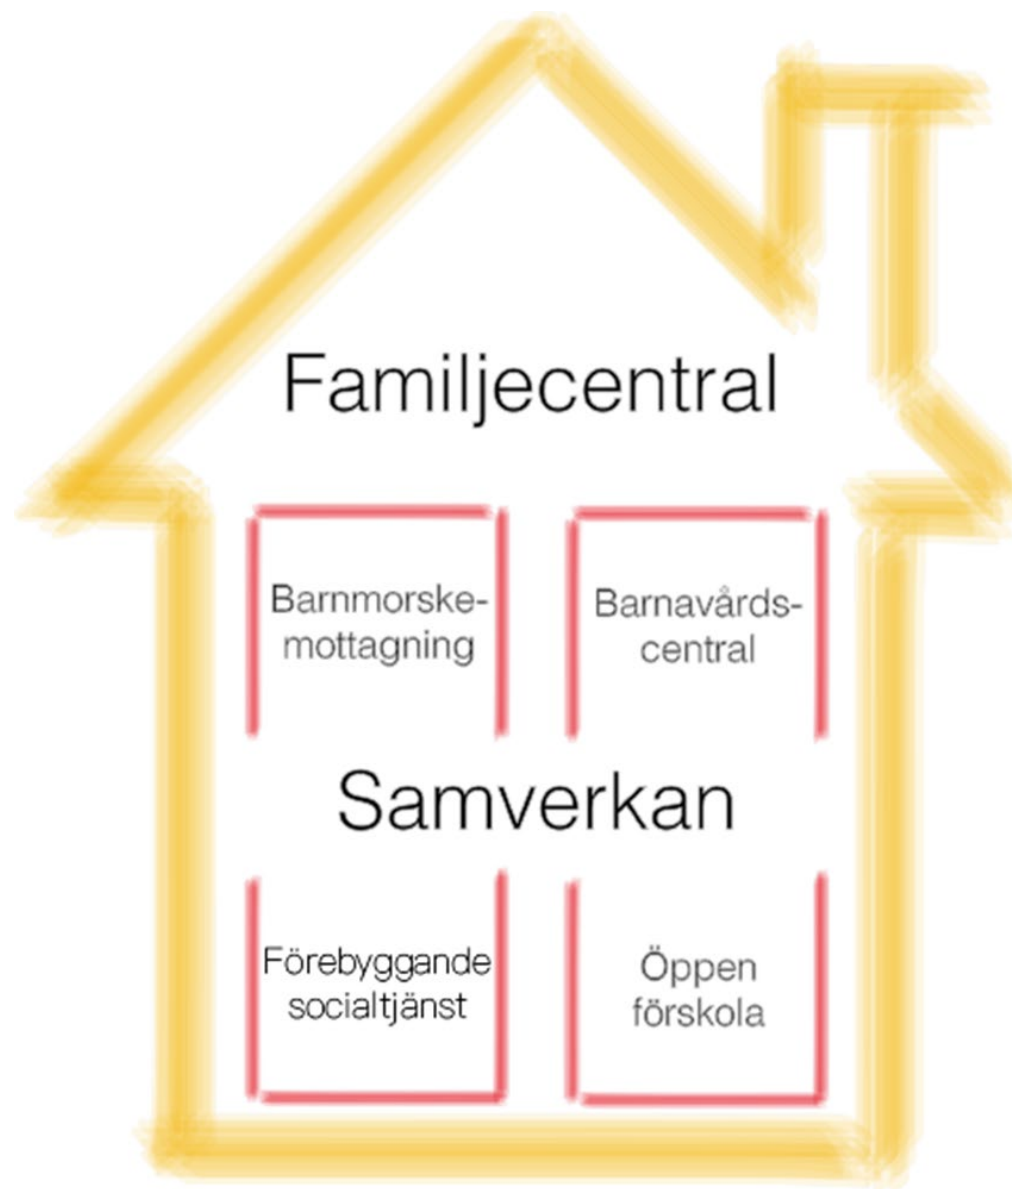 Familjecentral
Barnmorske-
mottagning
Barnavårds-
central
Samverkan
Förebyggande
socialtjänst
Öppen
förskola